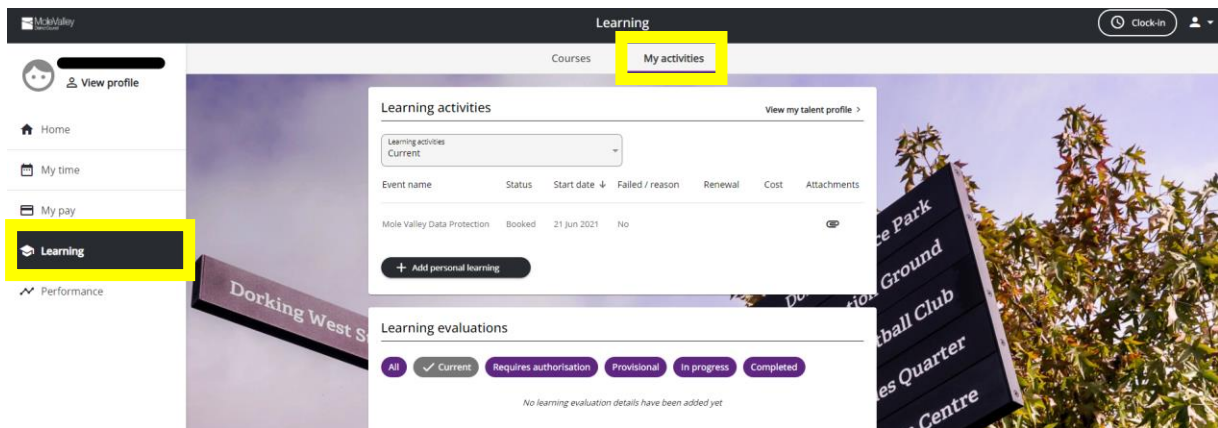 MoleValley
Learning
Clock-in
View profile
Courses
My activities
Home
My time
My pay
Learning
Performance
Learning activities
View my talent profile >
Learning activities
Current
Event name Status Start date ↓ Failed / reason Renewal Cost Attachments
Mole Valley Data Protection Booked 21 Jun 2021 No
+ Add personal learning
Learning evaluations
All Current Requires authorisation Provisional In progress Completed
No learning evaluation details have been added yet
Dorking West S
ce Park
Ground
tball Club
es Quarter
Centre